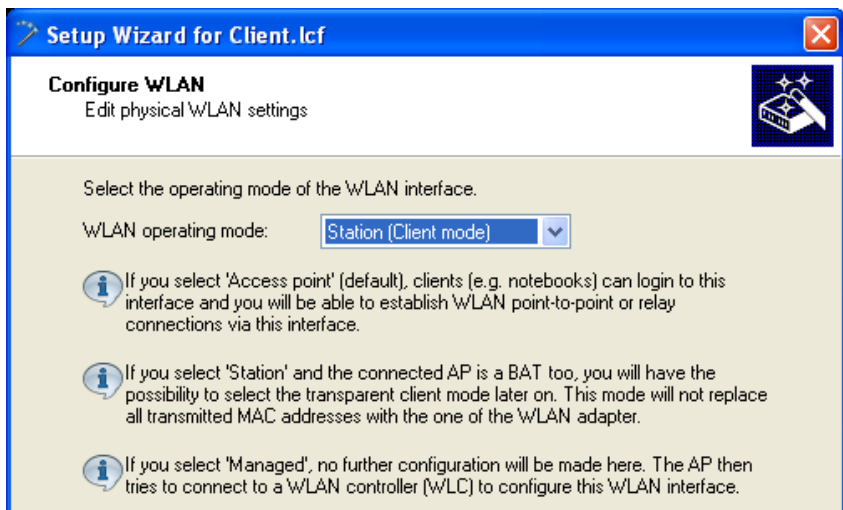 Setup Wizard for Client.lcf
Configure WLAN
Edit physical WLAN settings
Select the operating mode of the WLAN interface.
WLAN operating mode: Station (Client mode)
If you select 'Access point' (default), clients (e.g. notebooks) can login to this
interface and you will be able to establish WLAN point-to-point or relay
connections via this interface.
If you select 'Station' and the connected AP is a BAT too, you will have the
possibility to select the transparent client mode later on. This mode will not replace
all transmitted MAC addresses with the one of the WLAN adapter.
If you select 'Managed', no further configuration will be made here. The AP then
tries to connect to a WLAN controller (WLC) to configure this WLAN interface.